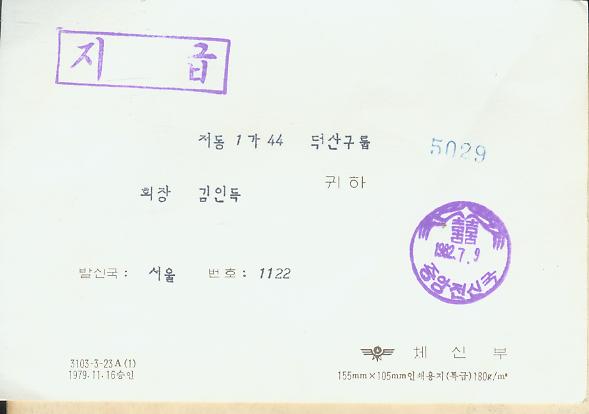 지 급
저동 1가 44 덕산구룹
5029
회장 김인득 귀하
囍
1982.7.9
중앙전신국
발신국 : 서울 번호 : 1122
체 신 부
3103-3-23A (1)
1979.11.16승인
155mm×105mm인쇄용지(특급)180g/m²